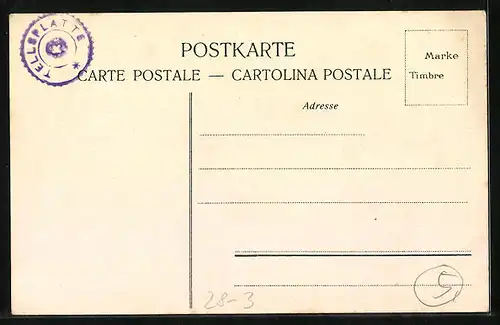 TELLSPLATTE
POSTKARTE
CARTE POSTALE — CARTOLINA POSTALE
Marke
Timbre
Adresse
28-3
5